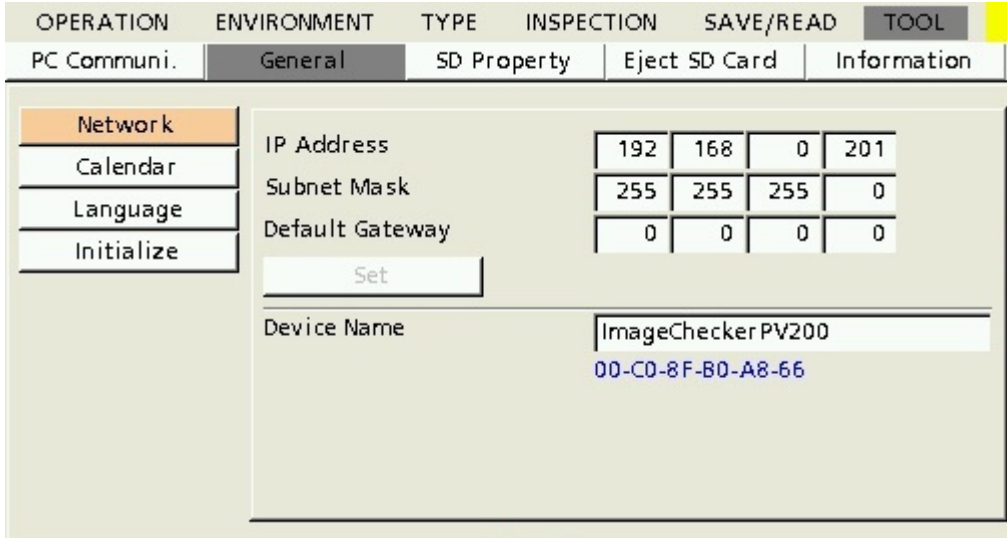 OPERATION ENVIRONMENT TYPE INSPECTION SAVE/READ TOOL
PC Communi. General SD Property Eject SD Card Information
Network
Calendar
Language
Initialize
IP Address 192 168 0 201
Subnet Mask 255 255 255 0
Default Gateway 0 0 0 0
Set
Device Name ImageCheckerPV200
00-C0-8F-B0-A8-66